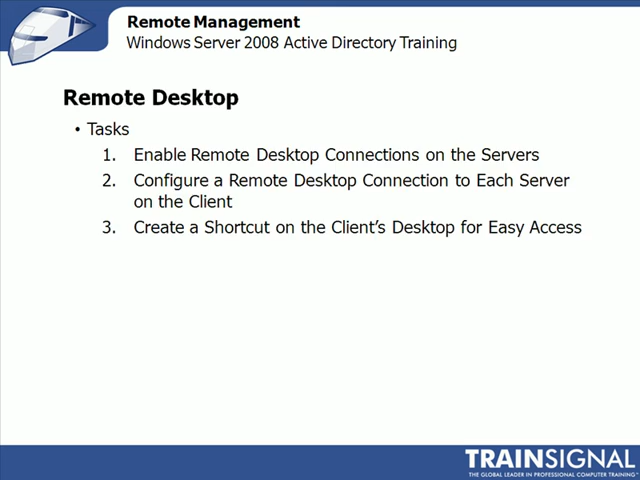 Remote Management
Windows Server 2008 Active Directory Training
Remote Desktop
• Tasks
1. Enable Remote Desktop Connections on the Servers
2. Configure a Remote Desktop Connection to Each Server
on the Client
3. Create a Shortcut on the Client's Desktop for Easy Access
TRAINSIGNAL
THE GLOBAL LEADER IN PROFESSIONAL COMPUTER TRAINING